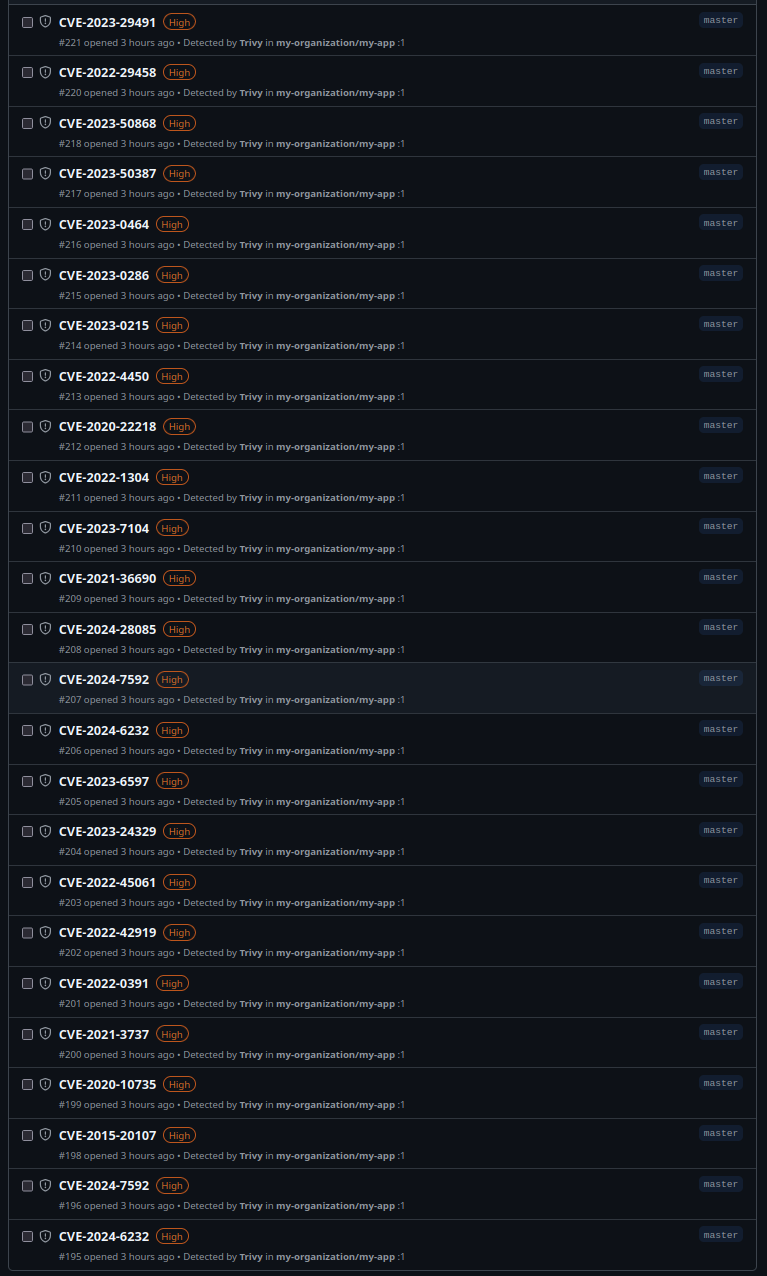 CVE-2023-29491 High master
#221 opened 3 hours ago • Detected by Trivy in my-organization/my-app :1
CVE-2022-29458 High master
#220 opened 3 hours ago • Detected by Trivy in my-organization/my-app :1
CVE-2023-50868 High master
#218 opened 3 hours ago • Detected by Trivy in my-organization/my-app :1
CVE-2023-50387 High master
#217 opened 3 hours ago • Detected by Trivy in my-organization/my-app :1
CVE-2023-0464 High master
#216 opened 3 hours ago • Detected by Trivy in my-organization/my-app :1
CVE-2023-0286 High master
#215 opened 3 hours ago • Detected by Trivy in my-organization/my-app :1
CVE-2023-0215 High master
#214 opened 3 hours ago • Detected by Trivy in my-organization/my-app :1
CVE-2022-4450 High master
#213 opened 3 hours ago • Detected by Trivy in my-organization/my-app :1
CVE-2020-22218 High master
#212 opened 3 hours ago • Detected by Trivy in my-organization/my-app :1
CVE-2022-1304 High master
#211 opened 3 hours ago • Detected by Trivy in my-organization/my-app :1
CVE-2023-7104 High master
#210 opened 3 hours ago • Detected by Trivy in my-organization/my-app :1
CVE-2021-36690 High master
#209 opened 3 hours ago • Detected by Trivy in my-organization/my-app :1
CVE-2024-28085 High master
#208 opened 3 hours ago • Detected by Trivy in my-organization/my-app :1
CVE-2024-7592 High master
#207 opened 3 hours ago • Detected by Trivy in my-organization/my-app :1
CVE-2024-6232 High master
#206 opened 3 hours ago • Detected by Trivy in my-organization/my-app :1
CVE-2023-6597 High master
#205 opened 3 hours ago • Detected by Trivy in my-organization/my-app :1
CVE-2023-24329 High master
#204 opened 3 hours ago • Detected by Trivy in my-organization/my-app :1
CVE-2022-45061 High master
#203 opened 3 hours ago • Detected by Trivy in my-organization/my-app :1
CVE-2022-42919 High master
#202 opened 3 hours ago • Detected by Trivy in my-organization/my-app :1
CVE-2022-0391 High master
#201 opened 3 hours ago • Detected by Trivy in my-organization/my-app :1
CVE-2021-3737 High master
#200 opened 3 hours ago • Detected by Trivy in my-organization/my-app :1
CVE-2020-10735 High master
#199 opened 3 hours ago • Detected by Trivy in my-organization/my-app :1
CVE-2015-20107 High master
#198 opened 3 hours ago • Detected by Trivy in my-organization/my-app :1
CVE-2024-7592 High master
#196 opened 3 hours ago • Detected by Trivy in my-organization/my-app :1
CVE-2024-6232 High master
#195 opened 3 hours ago • Detected by Trivy in my-organization/my-app :1